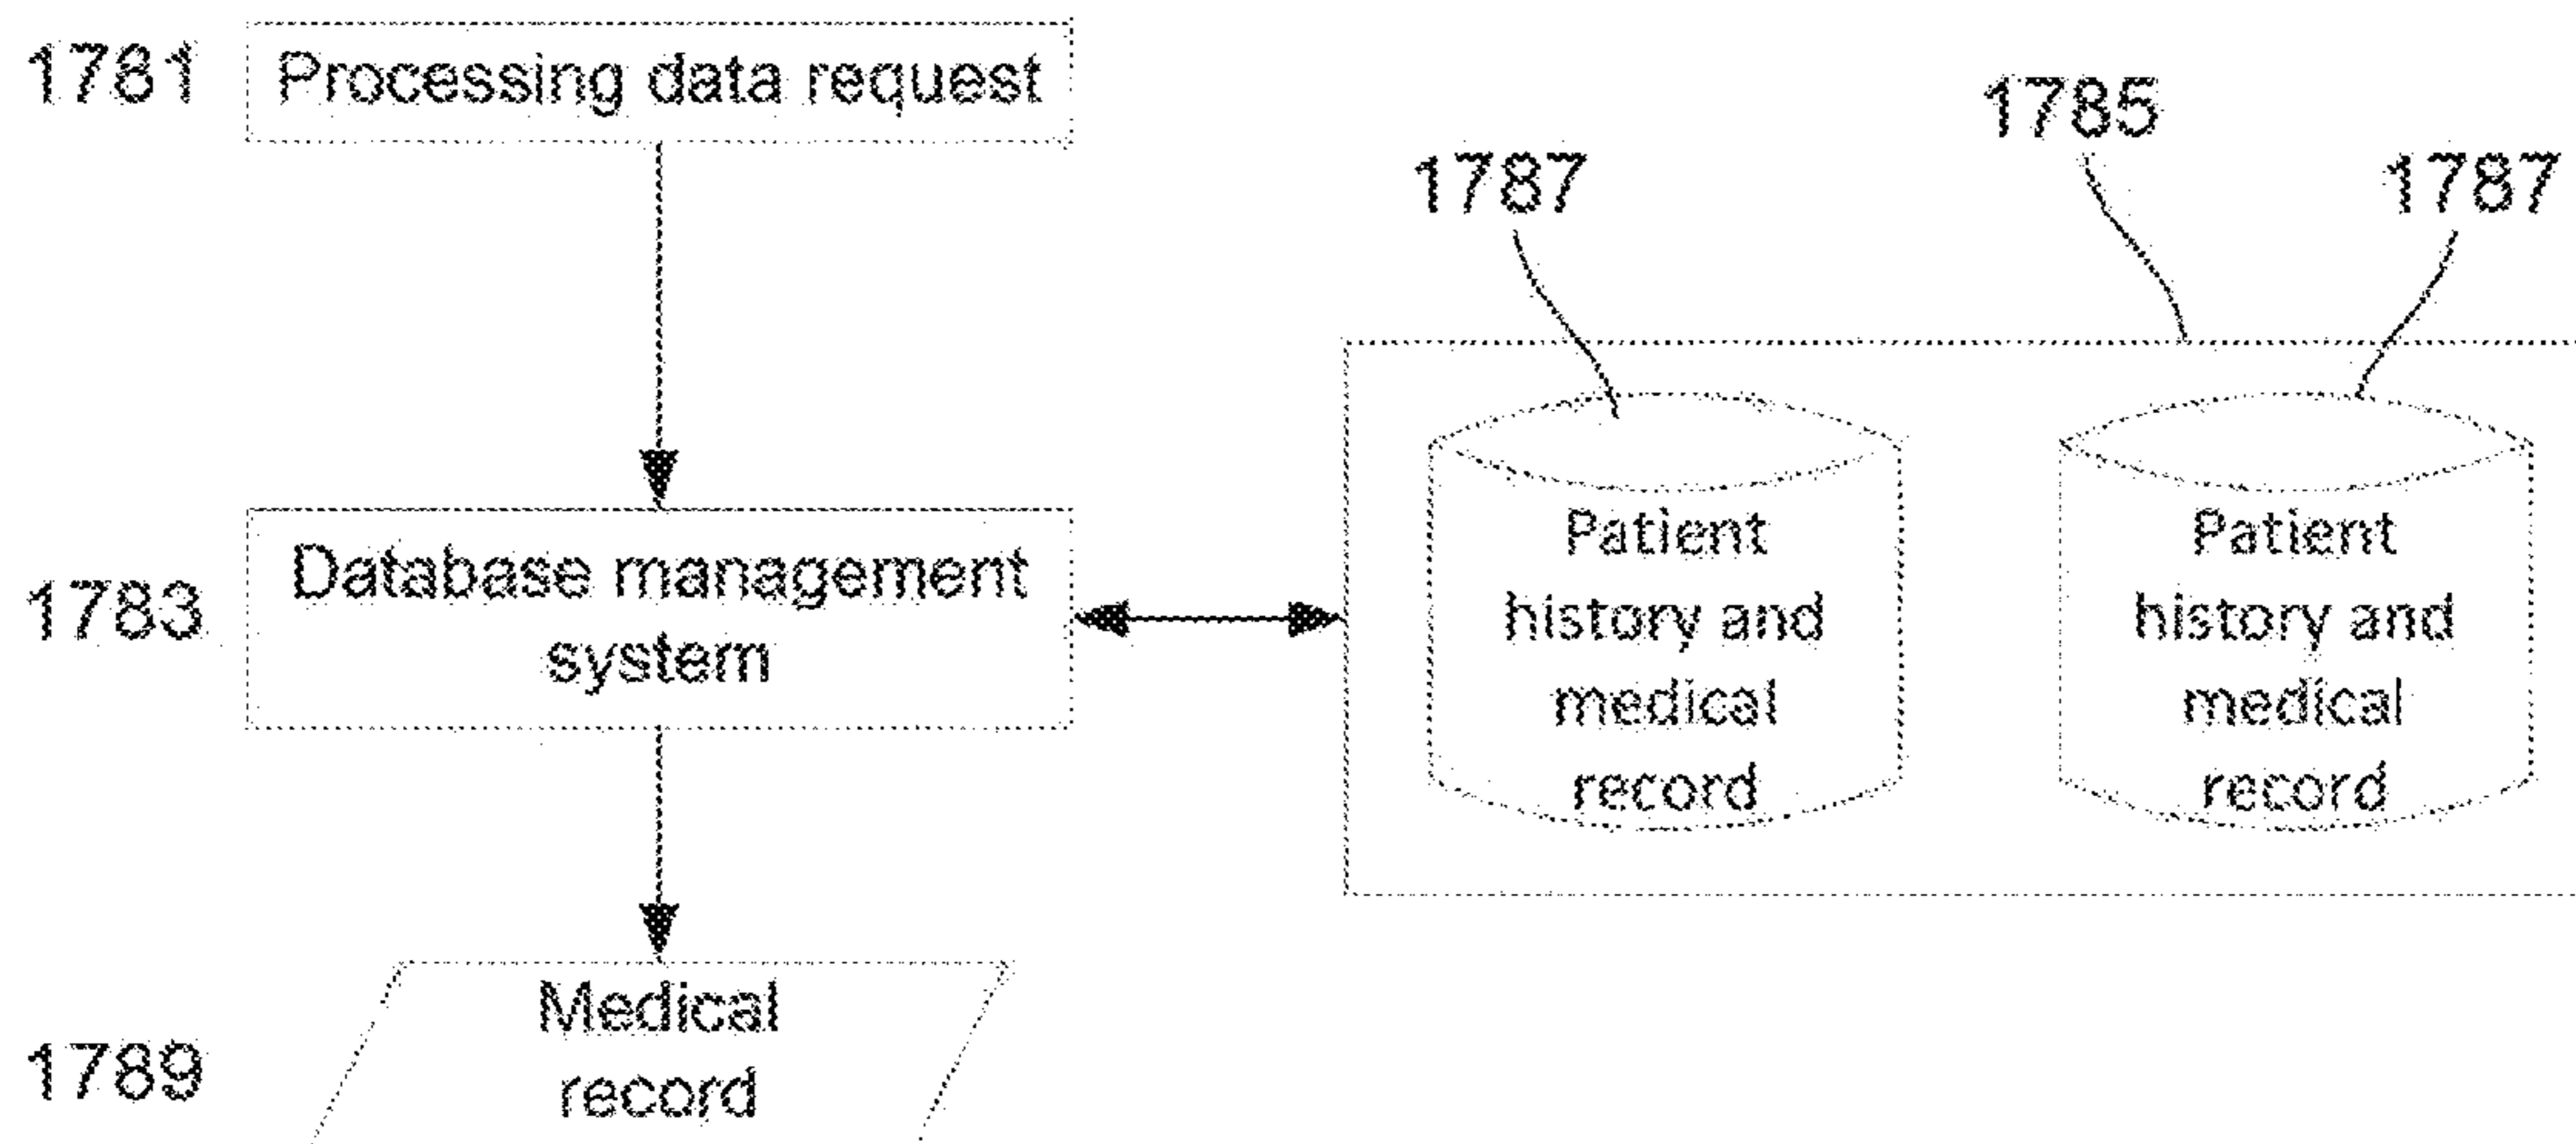 1781 Processing data request
1785
1787 1787
1783 Database management
system
Patient
history and
medical
record
Patient
history and
medical
record
1789 Medical
record